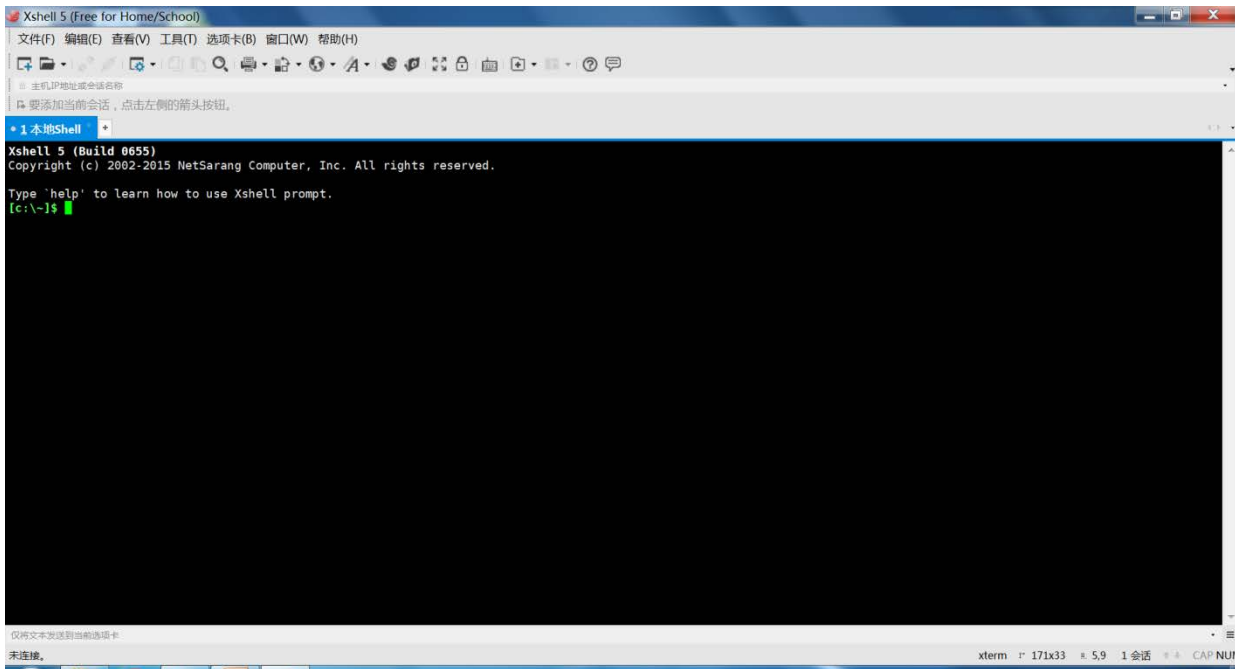 Xshell 5 (Free for Home/School)
文件(F) 编辑(E) 查看(V) 工具(T) 选项卡(B) 窗口(W) 帮助(H)
主机,IP地址或会话名称
要添加当前会话，点击左侧的箭头按钮。
1 本地Shell
Xshell 5 (Build 0655)
Copyright (c) 2002-2015 NetSarang Computer, Inc. All rights reserved.
Type `help' to learn how to use Xshell prompt.
[c:\~]$
仅将文本发送到当前选项卡
未连接。 xterm 171x33 5,9 1 会话 CAP NUM